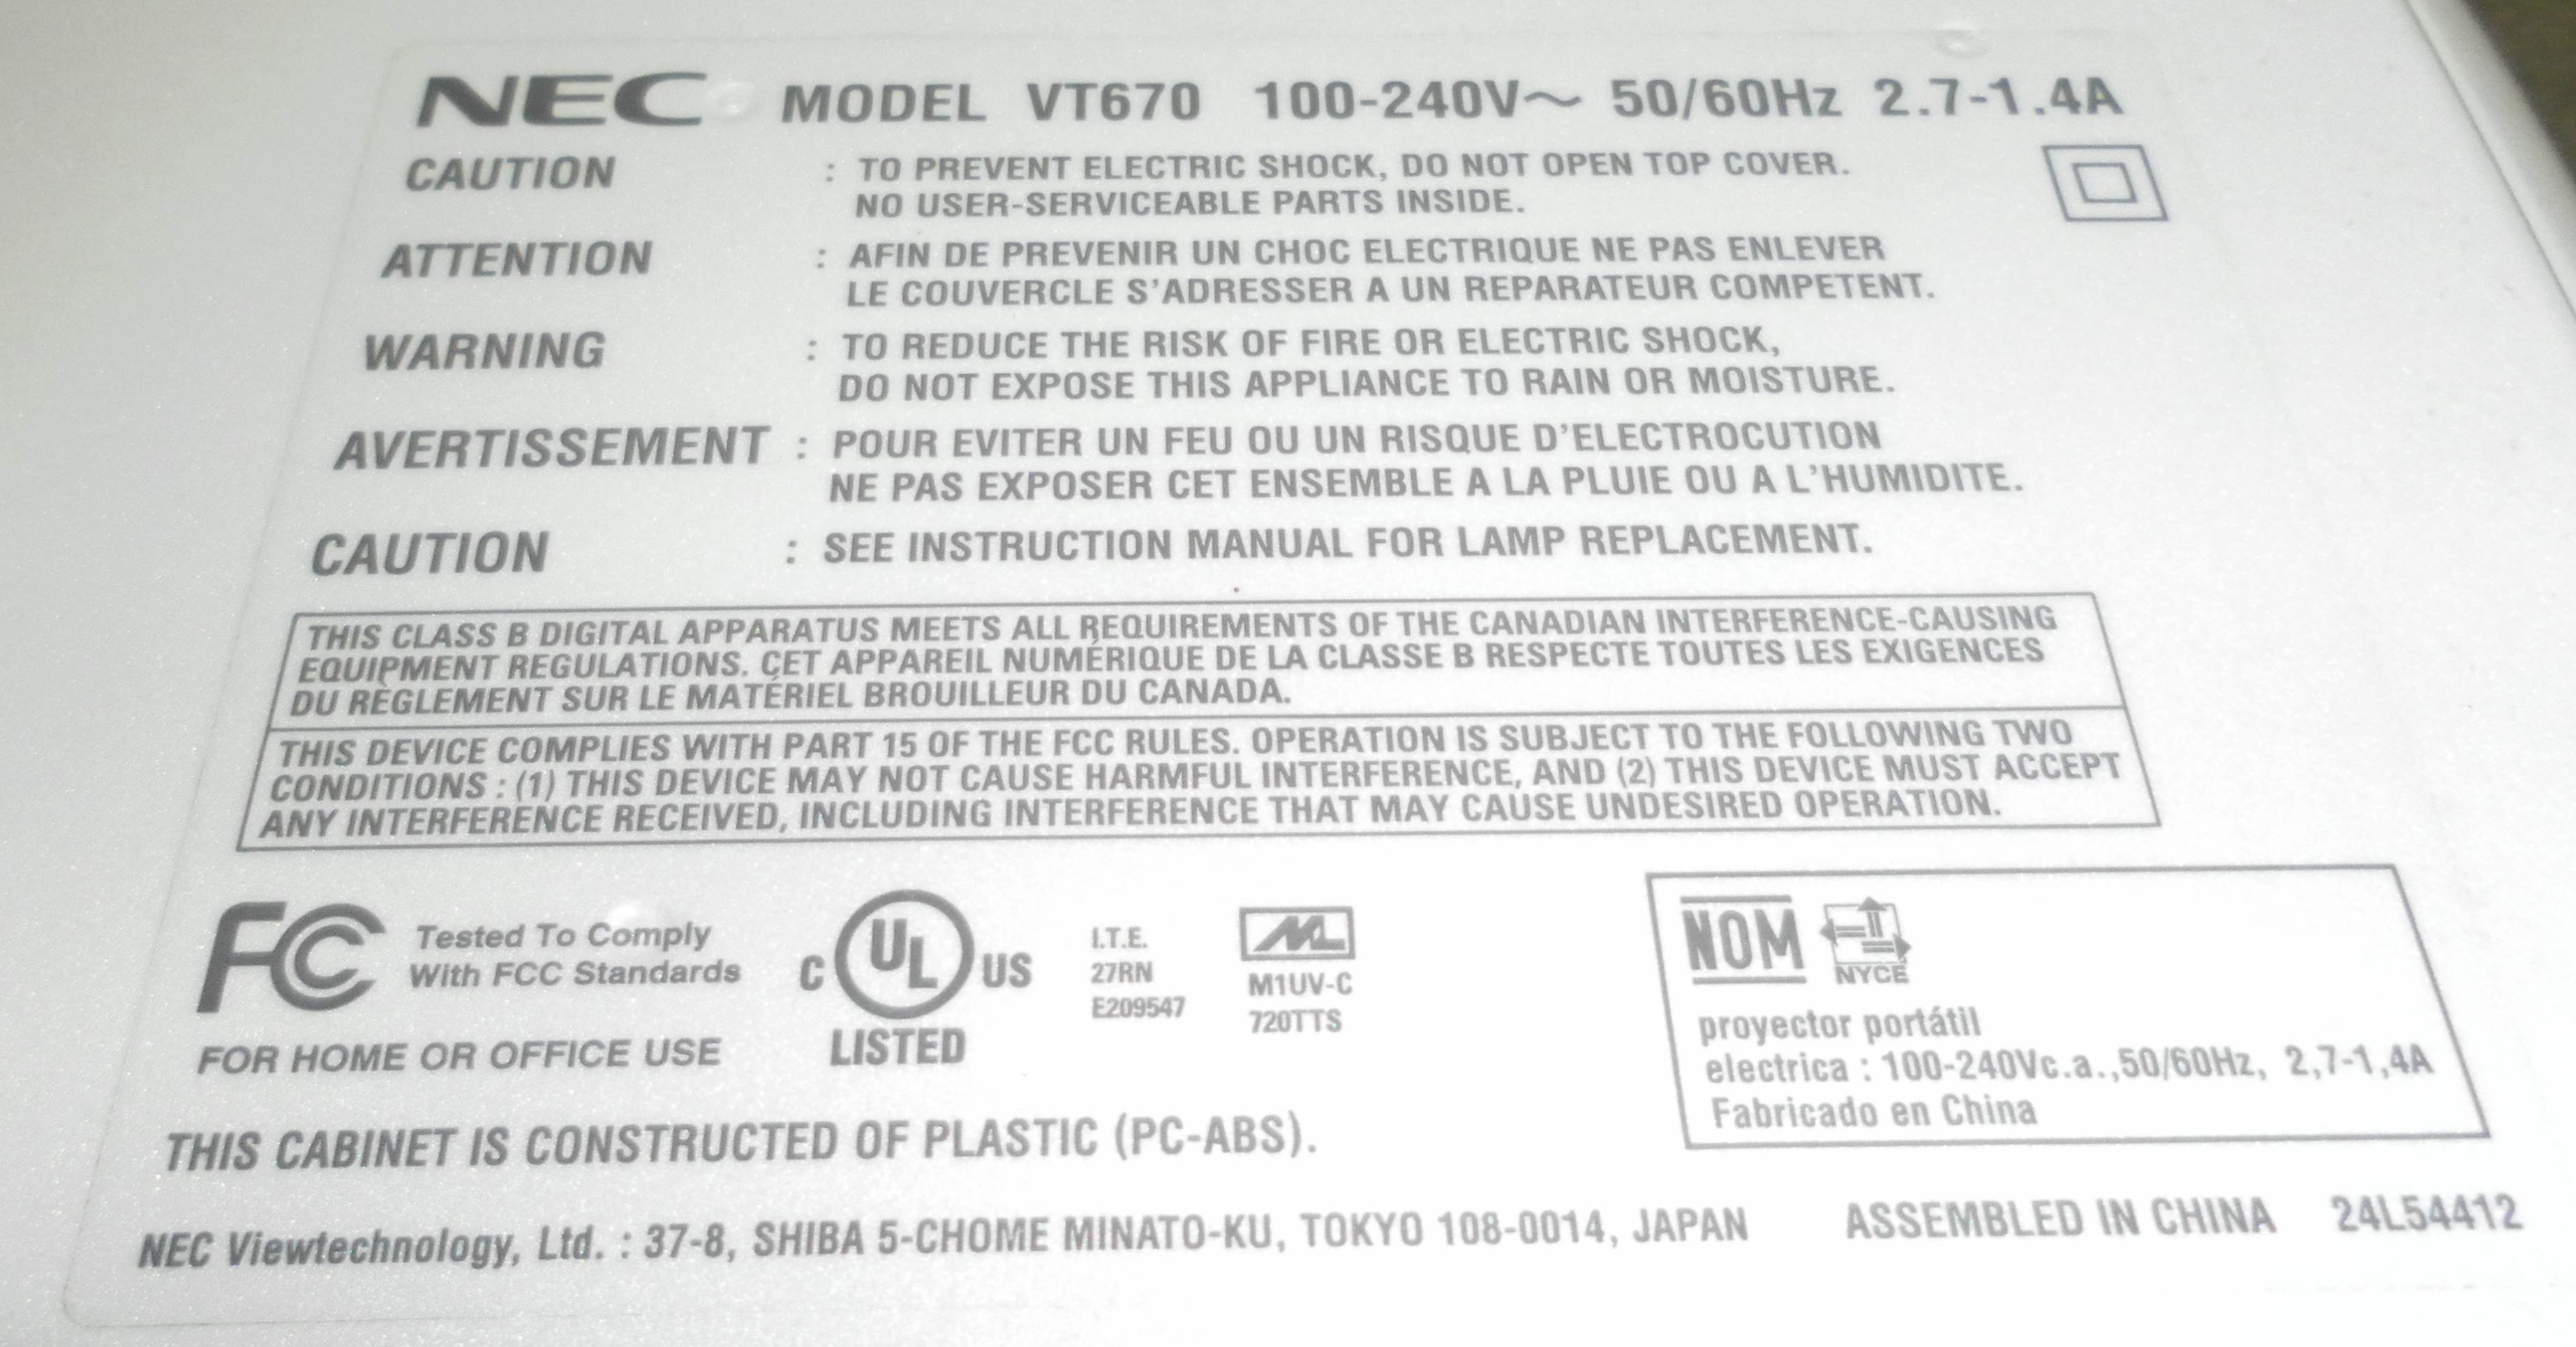 NEC MODEL VT670 100-240V～ 50/60Hz 2.7-1.4A
CAUTION : TO PREVENT ELECTRIC SHOCK, DO NOT OPEN TOP COVER.
NO USER-SERVICEABLE PARTS INSIDE.
ATTENTION : AFIN DE PREVENIR UN CHOC ELECTRIQUE NE PAS ENLEVER
LE COUVERCLE S'ADRESSER A UN REPARATEUR COMPETENT.
WARNING : TO REDUCE THE RISK OF FIRE OR ELECTRIC SHOCK,
DO NOT EXPOSE THIS APPLIANCE TO RAIN OR MOISTURE.
AVERTISSEMENT : POUR EVITER UN FEU OU UN RISQUE D'ELECTROCUTION
NE PAS EXPOSER CET ENSEMBLE A LA PLUIE OU A L'HUMIDITE.
CAUTION : SEE INSTRUCTION MANUAL FOR LAMP REPLACEMENT.
THIS CLASS B DIGITAL APPARATUS MEETS ALL REQUIREMENTS OF THE CANADIAN INTERFERENCE-CAUSING
EQUIPMENT REGULATIONS. CET APPAREIL NUMÉRIQUE DE LA CLASSE B RESPECTE TOUTES LES EXIGENCES
DU RÈGLEMENT SUR LE MATÉRIEL BROUILLEUR DU CANADA.
THIS DEVICE COMPLIES WITH PART 15 OF THE FCC RULES. OPERATION IS SUBJECT TO THE FOLLOWING TWO
CONDITIONS : (1) THIS DEVICE MAY NOT CAUSE HARMFUL INTERFERENCE, AND (2) THIS DEVICE MUST ACCEPT
ANY INTERFERENCE RECEIVED, INCLUDING INTERFERENCE THAT MAY CAUSE UNDESIRED OPERATION.
FC Tested To Comply
With FCC Standards
FOR HOME OR OFFICE USE
C UL US
LISTED
I.T.E.
27RN
E209547
ML
M1UV-C
720TTS
NOM
NYCE
proyector portátil
electrica : 100-240Vc.a.,50/60Hz, 2,7-1,4A
Fabricado en China
THIS CABINET IS CONSTRUCTED OF PLASTIC (PC-ABS).
NEC Viewtechnology, Ltd. : 37-8, SHIBA 5-CHOME MINATO-KU, TOKYO 108-0014, JAPAN ASSEMBLED IN CHINA 24L54412